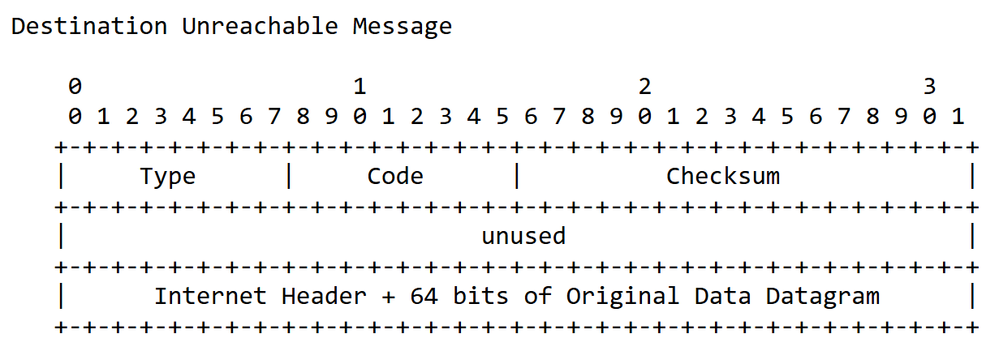 Destination Unreachable Message
 0                   1                   2                   3
 0 1 2 3 4 5 6 7 8 9 0 1 2 3 4 5 6 7 8 9 0 1 2 3 4 5 6 7 8 9 0 1
+-+-+-+-+-+-+-+-+-+-+-+-+-+-+-+-+-+-+-+-+-+-+-+-+-+-+-+-+-+-+-+-+
|     Type      |     Code      |          Checksum             |
+-+-+-+-+-+-+-+-+-+-+-+-+-+-+-+-+-+-+-+-+-+-+-+-+-+-+-+-+-+-+-+-+
|                             unused                            |
+-+-+-+-+-+-+-+-+-+-+-+-+-+-+-+-+-+-+-+-+-+-+-+-+-+-+-+-+-+-+-+-+
|      Internet Header + 64 bits of Original Data Datagram      |
+-+-+-+-+-+-+-+-+-+-+-+-+-+-+-+-+-+-+-+-+-+-+-+-+-+-+-+-+-+-+-+-+